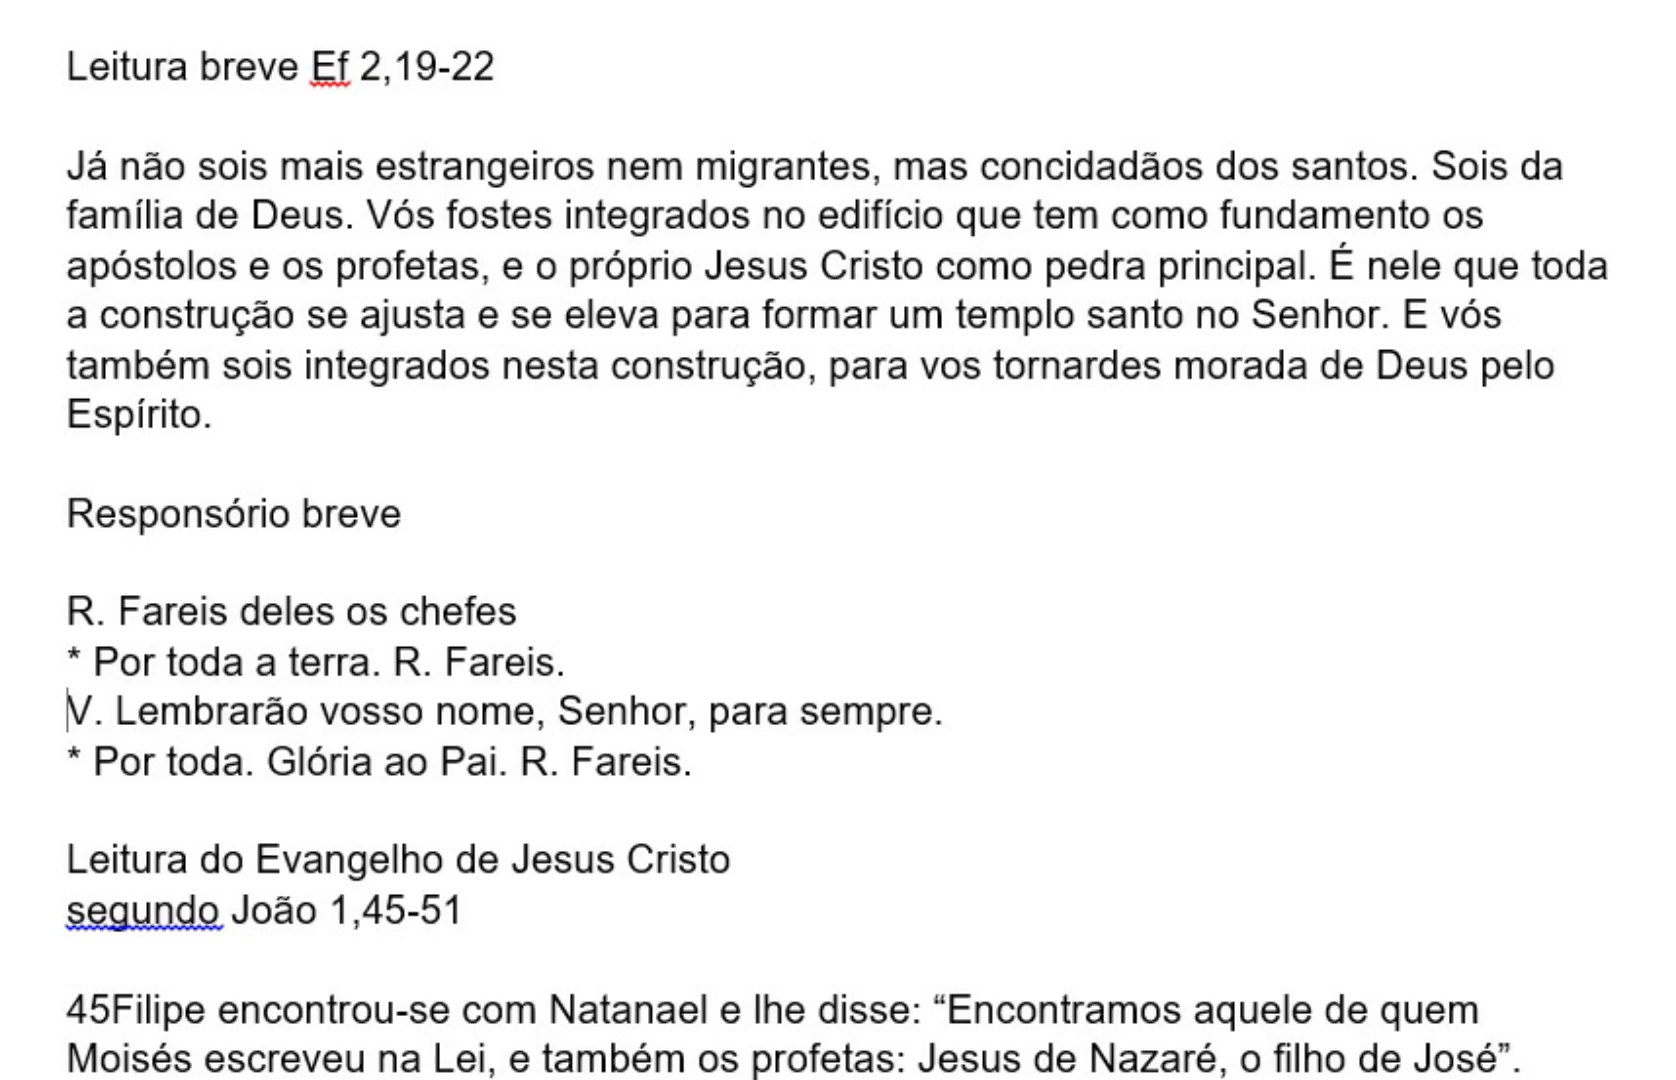 Leitura breve Ef 2,19-22
Já não sois mais estrangeiros nem migrantes, mas concidadãos dos santos. Sois da
família de Deus. Vós fostes integrados no edifício que tem como fundamento os
apóstolos e os profetas, e o próprio Jesus Cristo como pedra principal. É nele que toda
a construção se ajusta e se eleva para formar um templo santo no Senhor. E vós
também sois integrados nesta construção, para vos tornardes morada de Deus pelo
Espírito.
Responsório breve
R. Fareis deles os chefes
* Por toda a terra. R. Fareis.
V. Lembrarão vosso nome, Senhor, para sempre.
* Por toda. Glória ao Pai. R. Fareis.
Leitura do Evangelho de Jesus Cristo
segundo João 1,45-51
45Filipe encontrou-se com Natanael e lhe disse: “Encontramos aquele de quem
Moisés escreveu na Lei, e também os profetas: Jesus de Nazaré, o filho de José”.